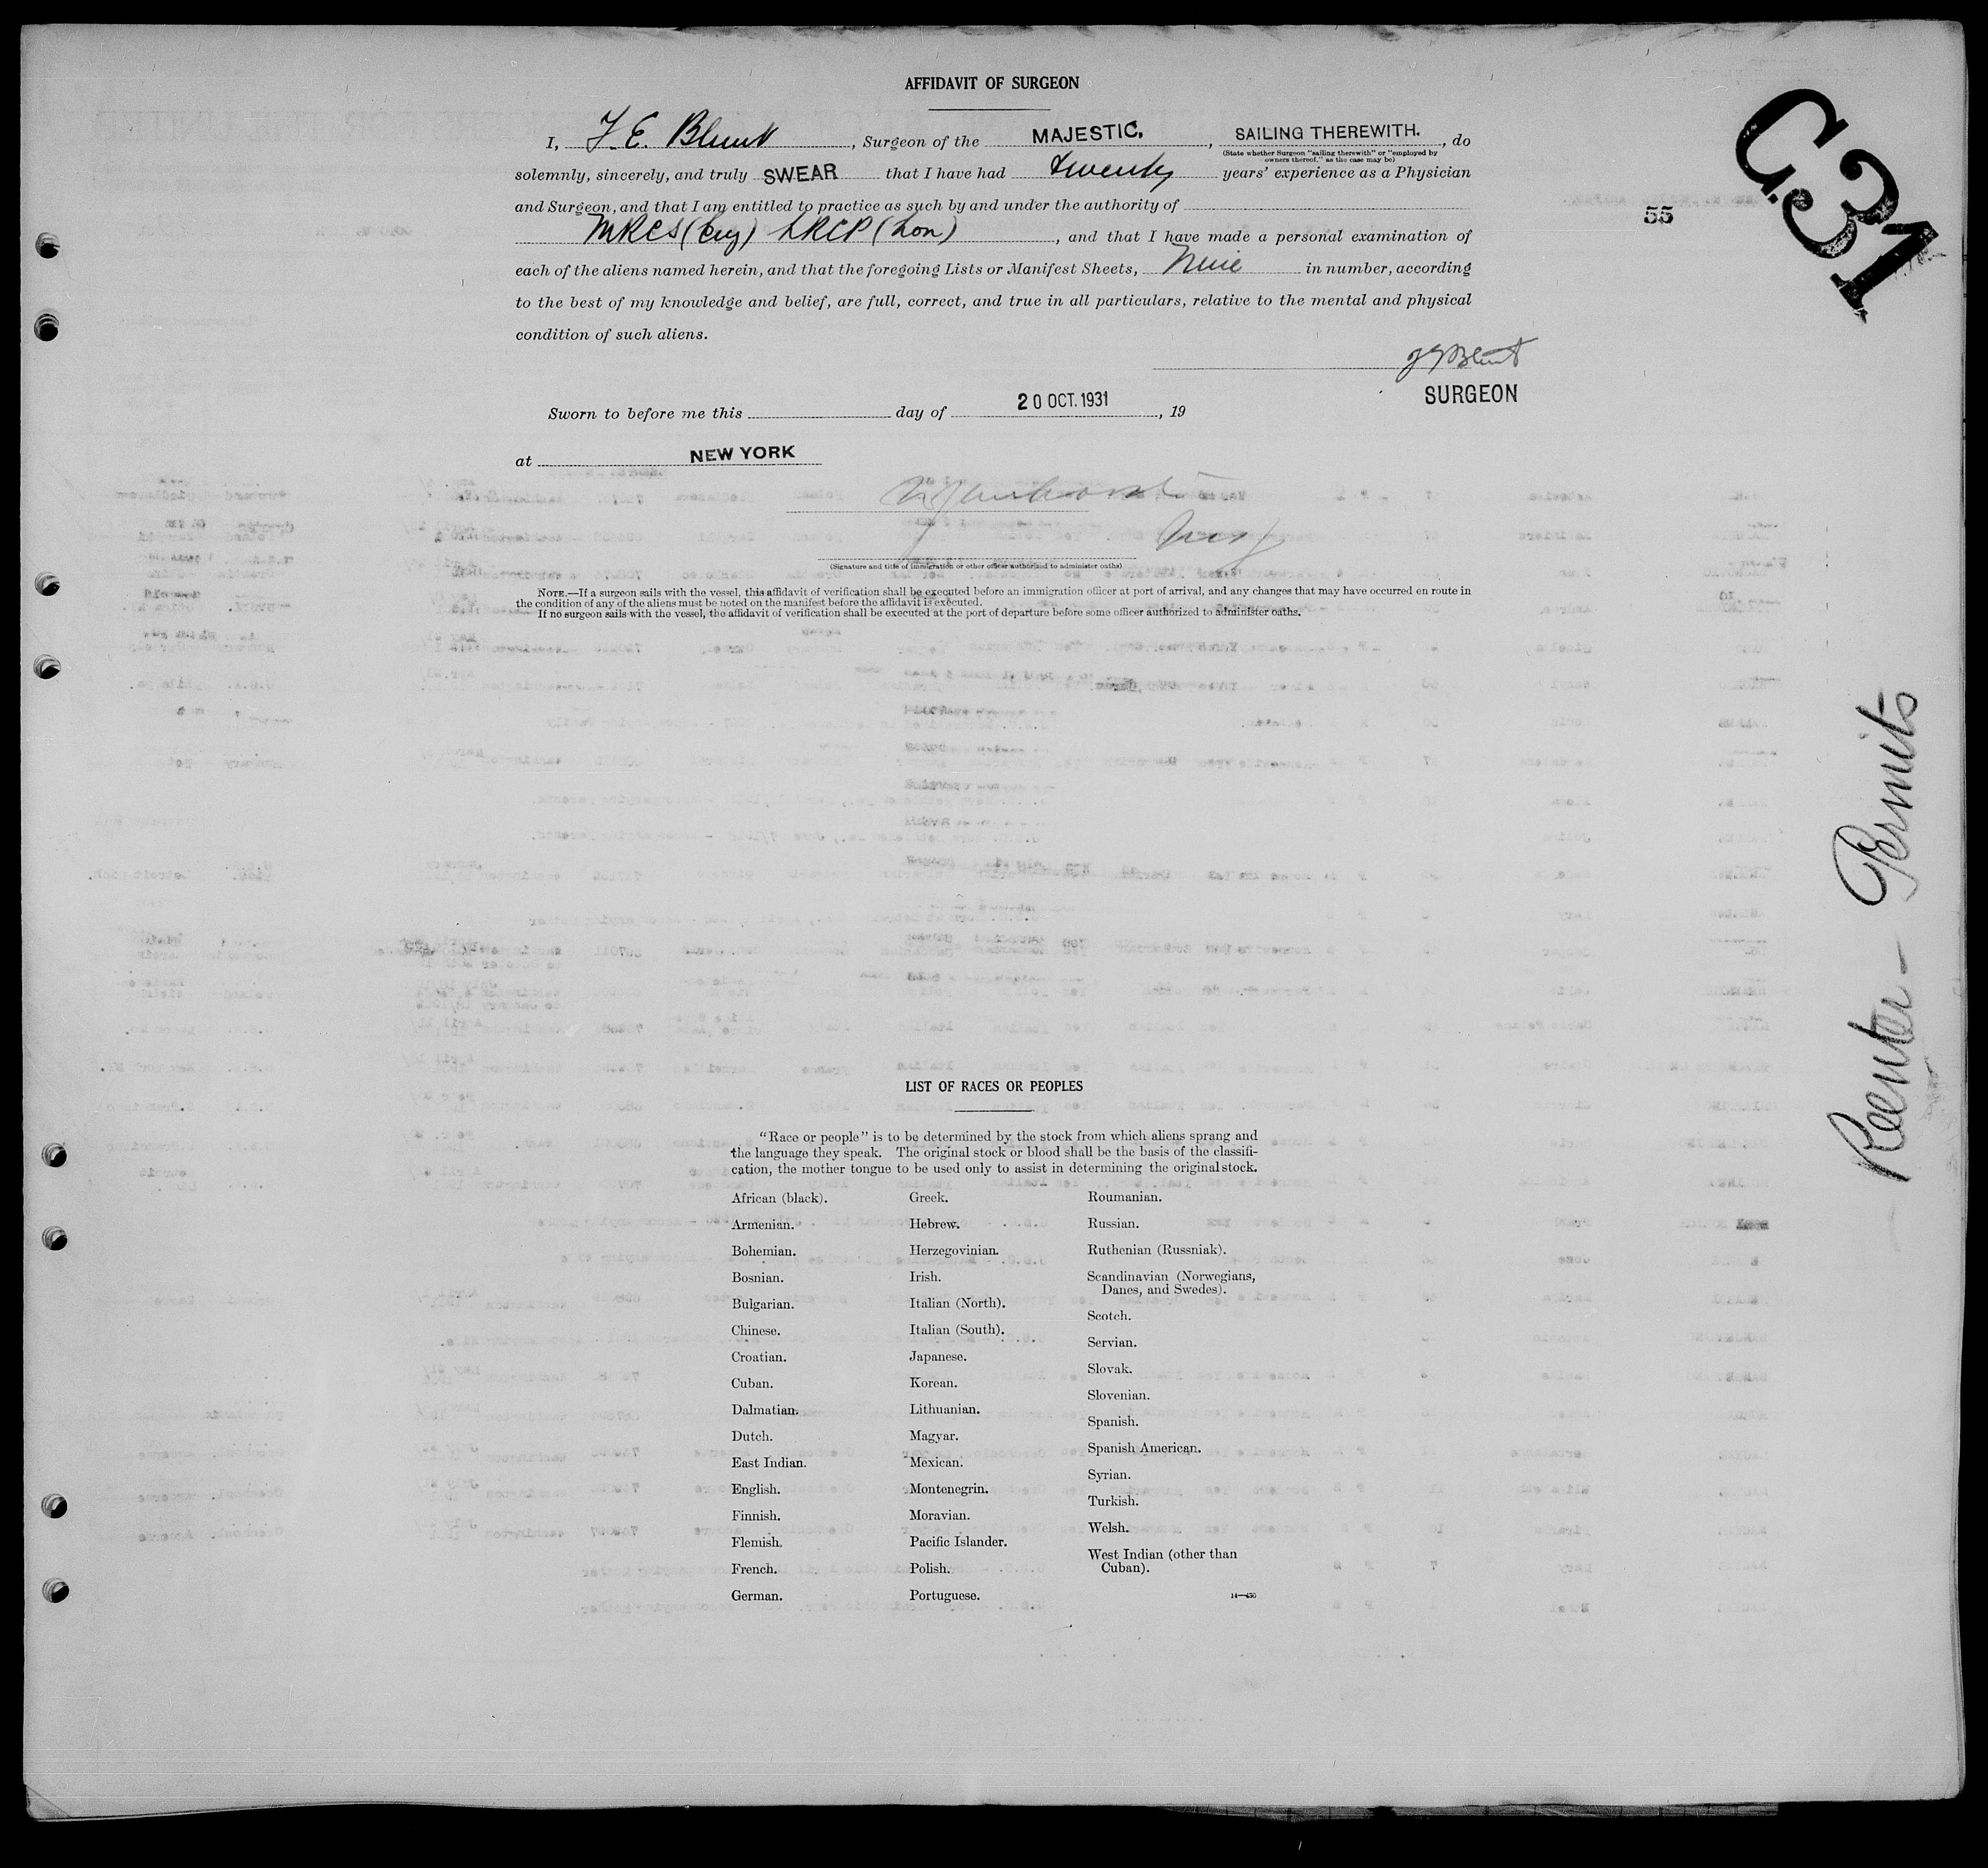 AFFIDAVIT OF SURGEON
I, F. E. Blunt, Surgeon of the MAJESTIC, SAILING THEREWITH. , do
(State whether Surgeon "sailing therewith" or "employed by
owners thereof," as the case may be)
solemnly, sincerely, and truly SWEAR that I have had twenty years' experience as a Physician
and Surgeon, and that I am entitled to practice as such by and under the authority of
MRCS (Eng) LRCP (Lon) , and that I have made a personal examination of
each of the aliens named herein, and that the foregoing Lists or Manifest Sheets, Nine in number, according
to the best of my knowledge and belief, are full, correct, and true in all particulars, relative to the mental and physical
condition of such aliens.
Blunt
SURGEON
Sworn to before me this day of 20 OCT. 1931 , 19
at NEW YORK
(Signature and title of immigration or other officer authorized to administer oaths)
NOTE.—If a surgeon sails with the vessel, this affidavit of verification shall be executed before an immigration officer at port of arrival, and any changes that may have occurred en route in
the condition of any of the aliens must be noted on the manifest before the affidavit is executed.
If no surgeon sails with the vessel, the affidavit of verification shall be executed at the port of departure before some officer authorized to administer oaths.
C.31
55
Reenter - Permits
LIST OF RACES OR PEOPLES
"Race or people" is to be determined by the stock from which aliens sprang and
the language they speak. The original stock or blood shall be the basis of the classifi-
cation, the mother tongue to be used only to assist in determining the original stock.
African (black).
Armenian.
Bohemian.
Bosnian.
Bulgarian.
Chinese.
Croatian.
Cuban.
Dalmatian.
Dutch.
East Indian.
English.
Finnish.
Flemish.
French.
German.
Greek.
Hebrew.
Herzegovinian.
Irish.
Italian (North).
Italian (South).
Japanese.
Korean.
Lithuanian.
Magyar.
Mexican.
Montenegrin.
Moravian.
Pacific Islander.
Polish.
Portuguese.
Roumanian.
Russian.
Ruthenian (Russniak).
Scandinavian (Norwegians,
Danes, and Swedes).
Scotch.
Servian.
Slovak.
Slovenian.
Spanish.
Spanish American.
Syrian.
Turkish.
Welsh.
West Indian (other than
Cuban).
14—436